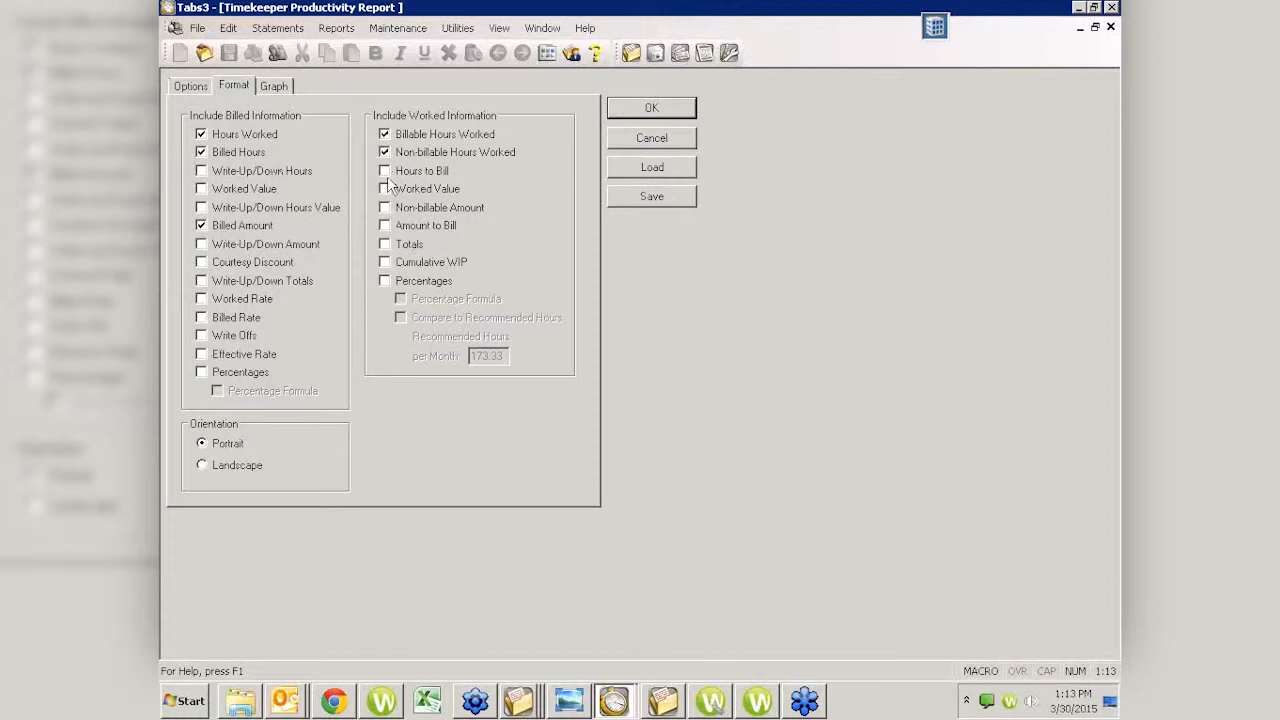 Tabs3 - [Timekeeper Productivity Report ]
File Edit Statements Reports Maintenance Utilities View Window Help
Options Format Graph
Include Billed Information
Hours Worked
Billed Hours
Write-Up/Down Hours
Worked Value
Write-Up/Down Hours Value
Billed Amount
Write-Up/Down Amount
Courtesy Discount
Write-Up/Down Totals
Worked Rate
Billed Rate
Write Offs
Effective Rate
Percentages
Percentage Formula
Orientation
Portrait
Landscape
Include Worked Information
Billable Hours Worked
Non-billable Hours Worked
Hours to Bill
Worked Value
Non-billable Amount
Amount to Bill
Totals
Cumulative WIP
Percentages
Percentage Formula
Compare to Recommended Hours
Recommended Hours
per Month: 173.33
OK
Cancel
Load
Save
For Help, press F1
MACRO OVR CAP NUM 1:13
Start
1:13 PM
3/30/2015